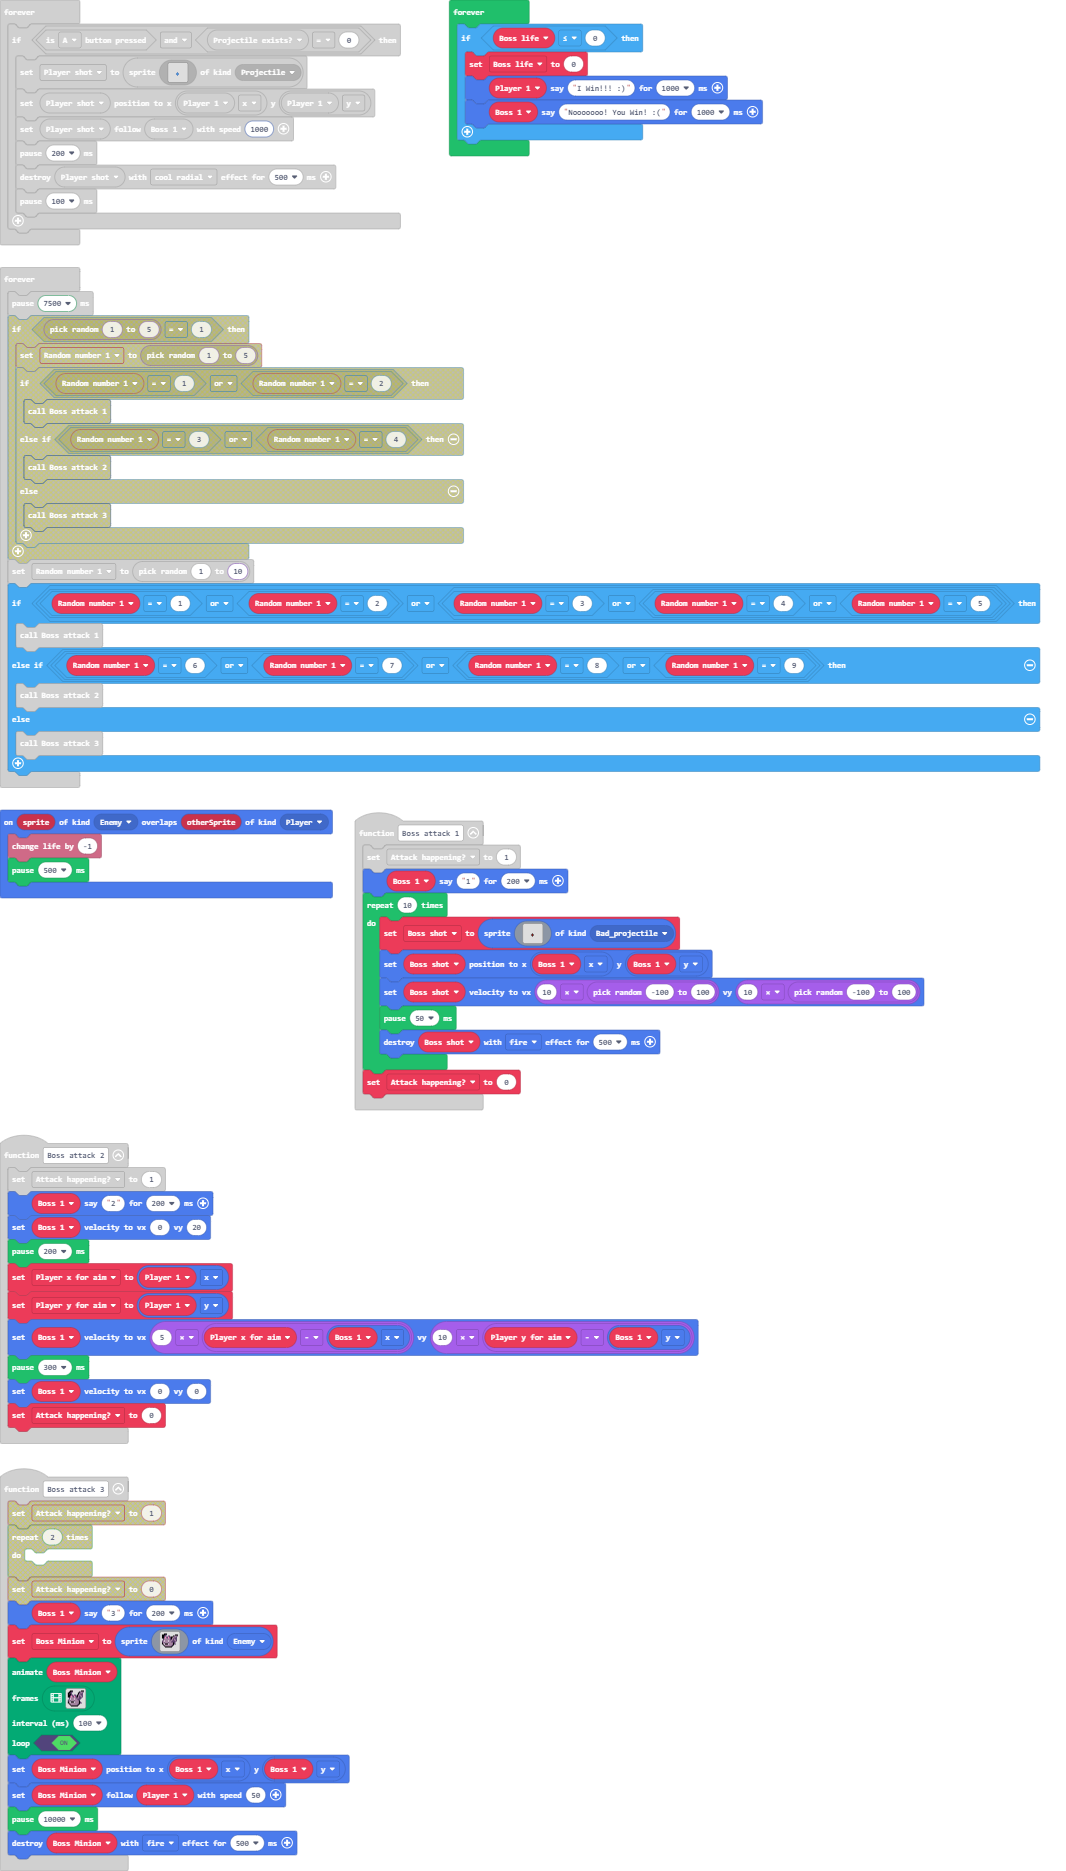 forever
if is A button pressed and Projectile exists? = 0 then
set Player shot to sprite of kind Projectile
set Player shot position to x Player 1 x y Player 1 y
set Player shot follow Boss 1 with speed 1000
pause 200 ms
destroy Player shot with cool radial effect for 500 ms
pause 100 ms
forever
if Boss life ≤ 0 then
set Boss life to 0
Player 1 say "I Win!!! :)" for 1000 ms
Boss 1 say "Nooooooo! You Win! :(" for 1000 ms
forever
pause 7500 ms
if pick random 1 to 5 = 1 then
set Random number 1 to pick random 1 to 5
if Random number 1 = 1 or Random number 1 = 2 then
call Boss attack 1
else if Random number 1 = 3 or Random number 1 = 4 then
call Boss attack 2
else
call Boss attack 3
set Random number 1 to pick random 1 to 10
if Random number 1 = 1 or Random number 1 = 2 or Random number 1 = 3 or Random number 1 = 4 or Random number 1 = 5 then
call Boss attack 1
else if Random number 1 = 6 or Random number 1 = 7 or Random number 1 = 8 or Random number 1 = 9 then
call Boss attack 2
else
call Boss attack 3
on sprite of kind Enemy overlaps otherSprite of kind Player
change life by -1
pause 500 ms
function Boss attack 1
set Attack happening? to 1
Boss 1 say "1" for 200 ms
repeat 10 times
do
set Boss shot to sprite of kind Bad_projectile
set Boss shot position to x Boss 1 x y Boss 1 y
set Boss shot velocity to vx 10 × pick random -100 to 100 vy 10 × pick random -100 to 100
pause 50 ms
destroy Boss shot with fire effect for 500 ms
set Attack happening? to 0
function Boss attack 2
set Attack happening? to 1
Boss 1 say "2" for 200 ms
set Boss 1 velocity to vx 0 vy 20
pause 200 ms
set Player x for aim to Player 1 x
set Player y for aim to Player 1 y
set Boss 1 velocity to vx 5 × Player x for aim - Boss 1 x vy 10 × Player y for aim - Boss 1 y
pause 300 ms
set Boss 1 velocity to vx 0 vy 0
set Attack happening? to 0
function Boss attack 3
set Attack happening? to 1
repeat 2 times
do
set Attack happening? to 0
Boss 1 say "3" for 200 ms
set Boss Minion to sprite of kind Enemy
animate Boss Minion
frames
interval (ms) 100
loop ON
set Boss Minion position to x Boss 1 x y Boss 1 y
set Boss Minion follow Player 1 with speed 50
pause 10000 ms
destroy Boss Minion with fire effect for 500 ms